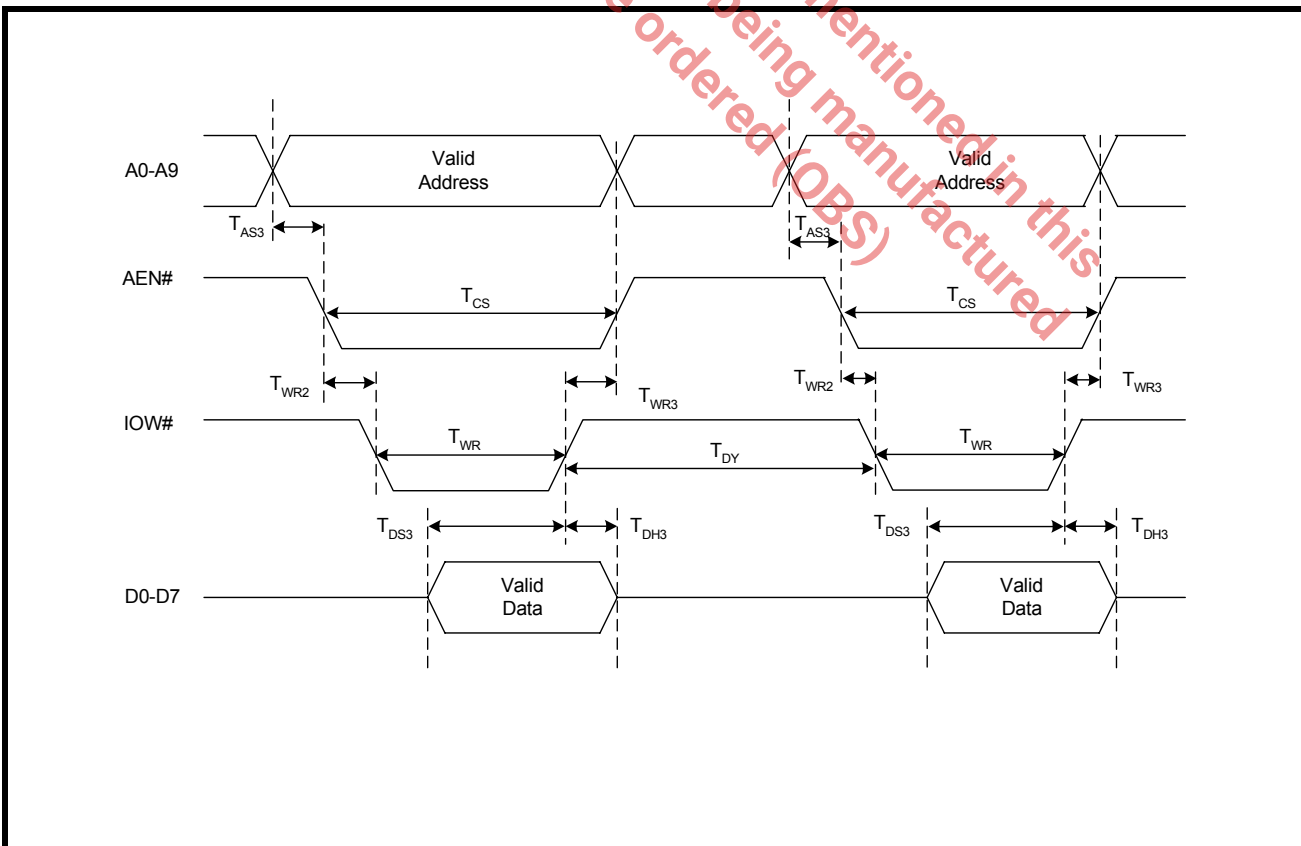 mentioned in this
being manufactured
ordered (OBS)
A0-A9
Valid
Address
Valid
Address
TAS3
TAS3
AEN#
TCS
TCS
TWR2
TWR3
TWR2
TWR3
IOW#
TWR
TDY
TWR
TDS3
TDH3
TDS3
TDH3
D0-D7
Valid
Data
Valid
Data